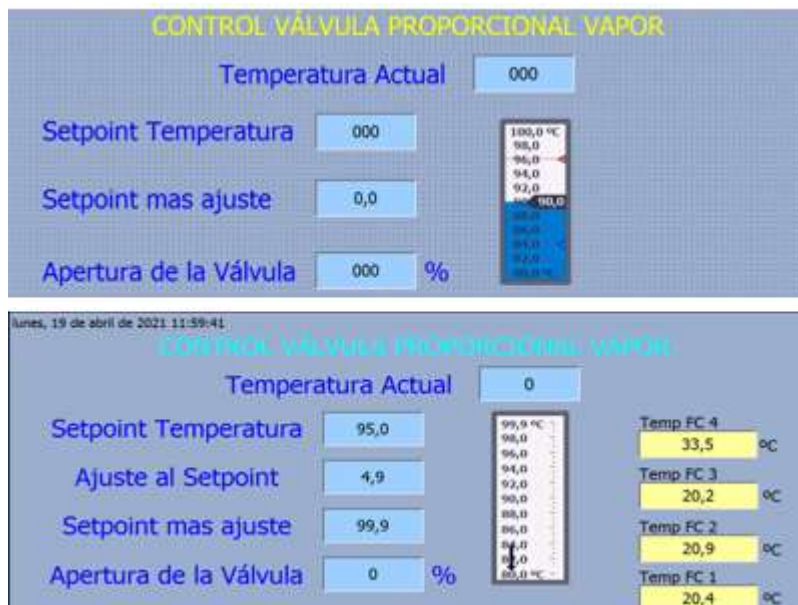 CONTROL VÁLVULA PROPORCIONAL VAPOR
Temperatura Actual 000
Setpoint Temperatura 000
100,0 ºC
98,0
96,0
94,0
92,0
90,0
Setpoint mas ajuste 0,0
Apertura de la Válvula 000 %
lunes, 19 de abril de 2021 11:59:41
CONTROL VÁLVULA PROPORCIONAL VAPOR
Temperatura Actual 0
Setpoint Temperatura 95,0
Ajuste al Setpoint 4,9
Setpoint mas ajuste 99,9
Apertura de la Válvula 0 %
99,9 ºC
98,0
96,0
94,0
92,0
90,0
88,0
86,0
80,0 ºC
Temp FC 4
33,5 ºC
Temp FC 3
20,2 ºC
Temp FC 2
20,9 ºC
Temp FC 1
20,4 ºC